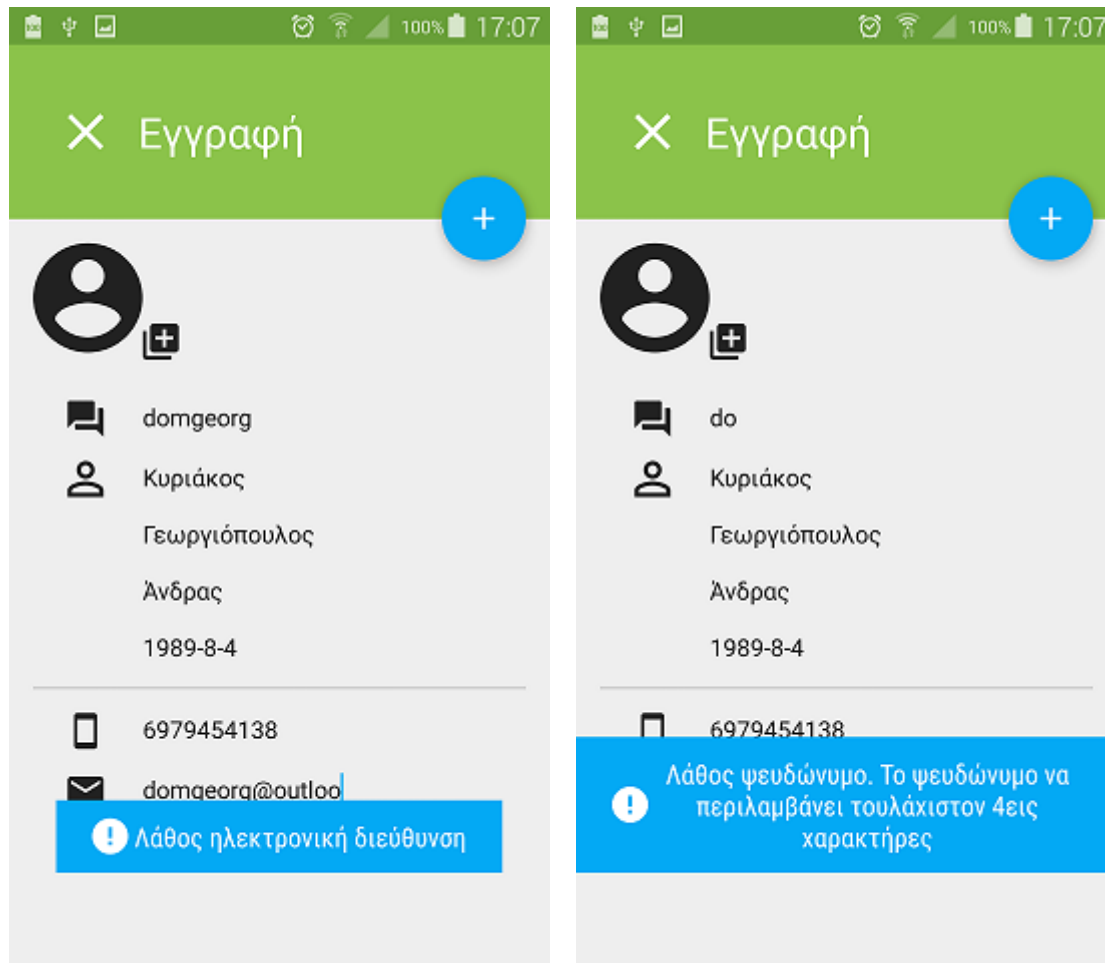 100% 17:07
Εγγραφή
domgeorg
Κυριάκος
Γεωργιόπουλος
Άνδρας
1989-8-4
6979454138
domgeorg@outloo
Λάθος ηλεκτρονική διεύθυνση
100% 17:07
Εγγραφή
do
Κυριάκος
Γεωργιόπουλος
Άνδρας
1989-8-4
6979454138
Λάθος ψευδώνυμο. Το ψευδώνυμο να
περιλαμβάνει τουλάχιστον 4εις
χαρακτήρες